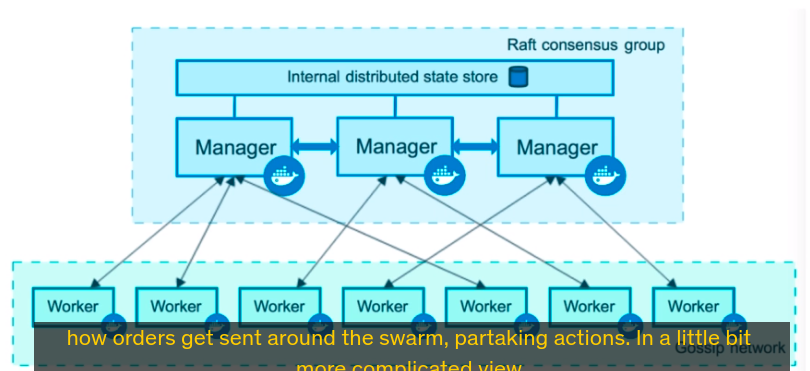 Raft consensus group
Internal distributed state store
Manager
Manager
Manager
Worker
Worker
Worker
Worker
Worker
Worker
Worker
Gossip network
how orders get sent around the swarm, partaking actions. In a little bit
more complicated view